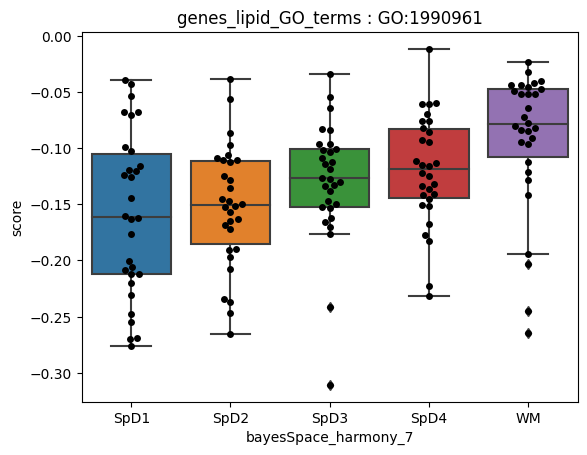 genes_lipid_GO_terms : GO:1990961
0.00
−0.05
−0.10
−0.15
−0.20
−0.25
−0.30
score
SpD1 SpD2 SpD3 SpD4 WM
bayesSpace_harmony_7